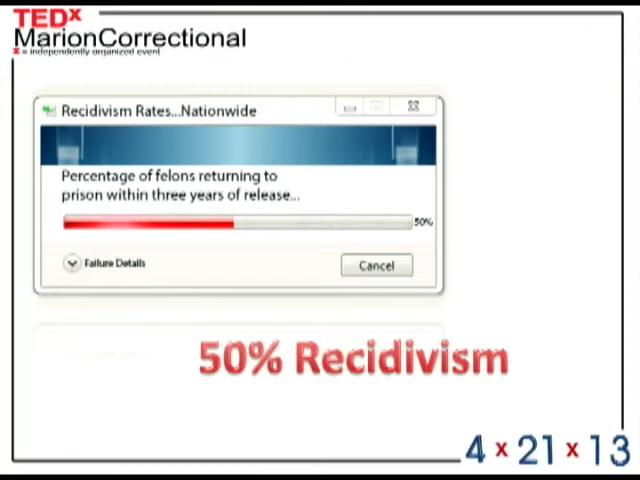 TEDx
MarionCorrectional
x = independently organized event
Recidivism Rates...Nationwide
Percentage of felons returning to
prison within three years of release...
50%
Failure Details
Cancel
50% Recidivism
4 x 21 x 13